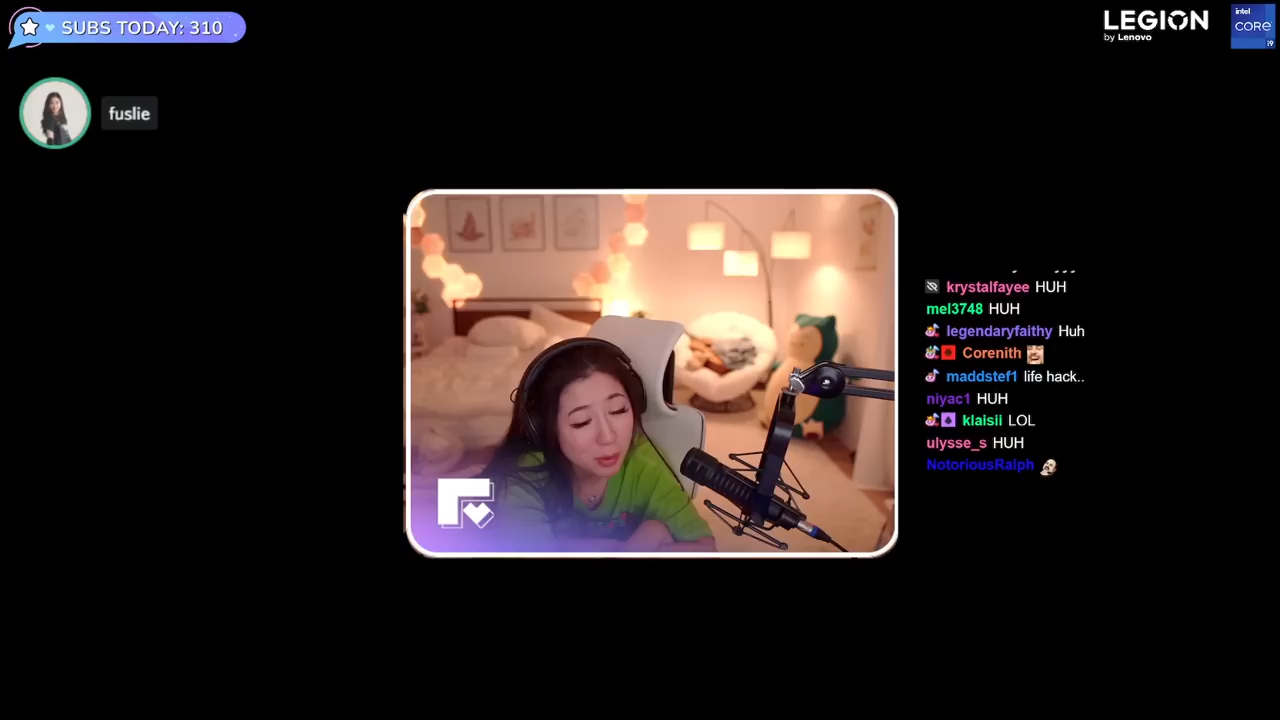 SUBS TODAY: 310
LEGION
by Lenovo
intel
CORE
i9
fuslie
krystalfayee HUH
mel3748 HUH
legendaryfaithy Huh
Corenith
maddstef1 life hack..
niyac1 HUH
klaisii LOL
ulysse_s HUH
NotoriousRalph